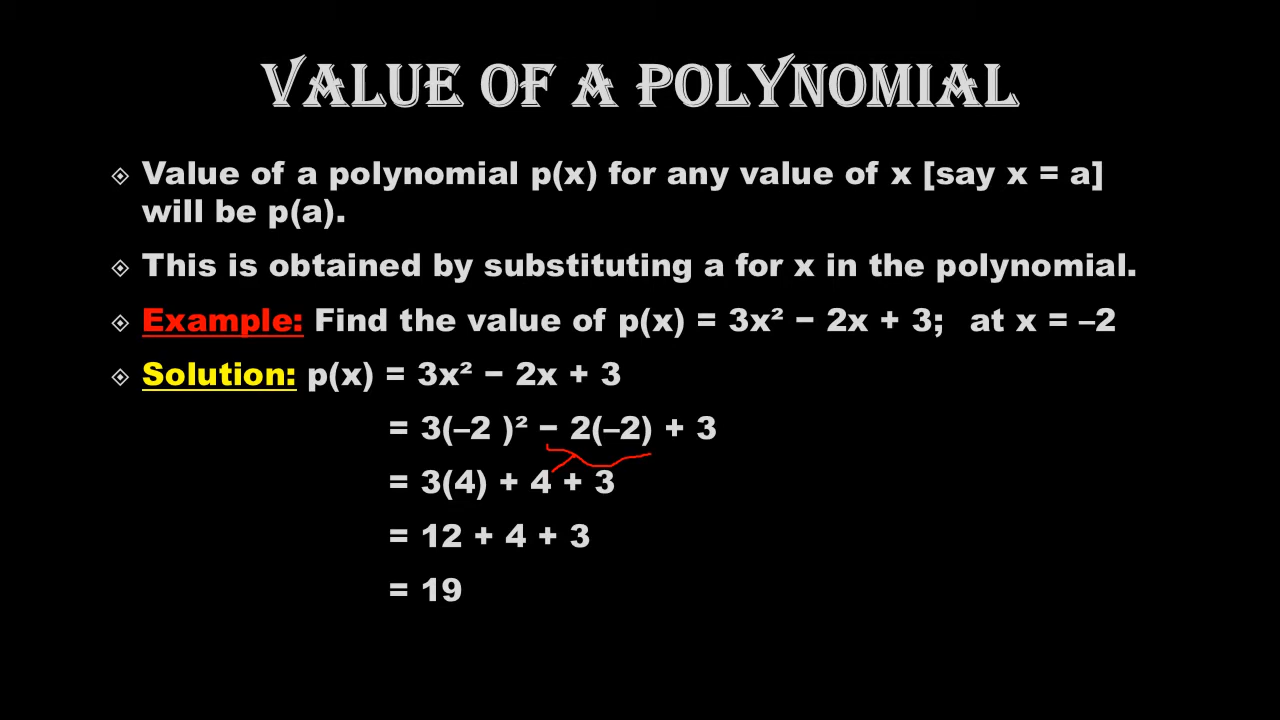 VALUE OF A POLYNOMIAL
Value of a polynomial p(x) for any value of x [say x = a]
will be p(a).
This is obtained by substituting a for x in the polynomial.
Example: Find the value of p(x) = 3x² − 2x + 3; at x = –2
Solution: p(x) = 3x² − 2x + 3
= 3(–2 )² − 2(–2) + 3
= 3(4) + 4 + 3
= 12 + 4 + 3
= 19